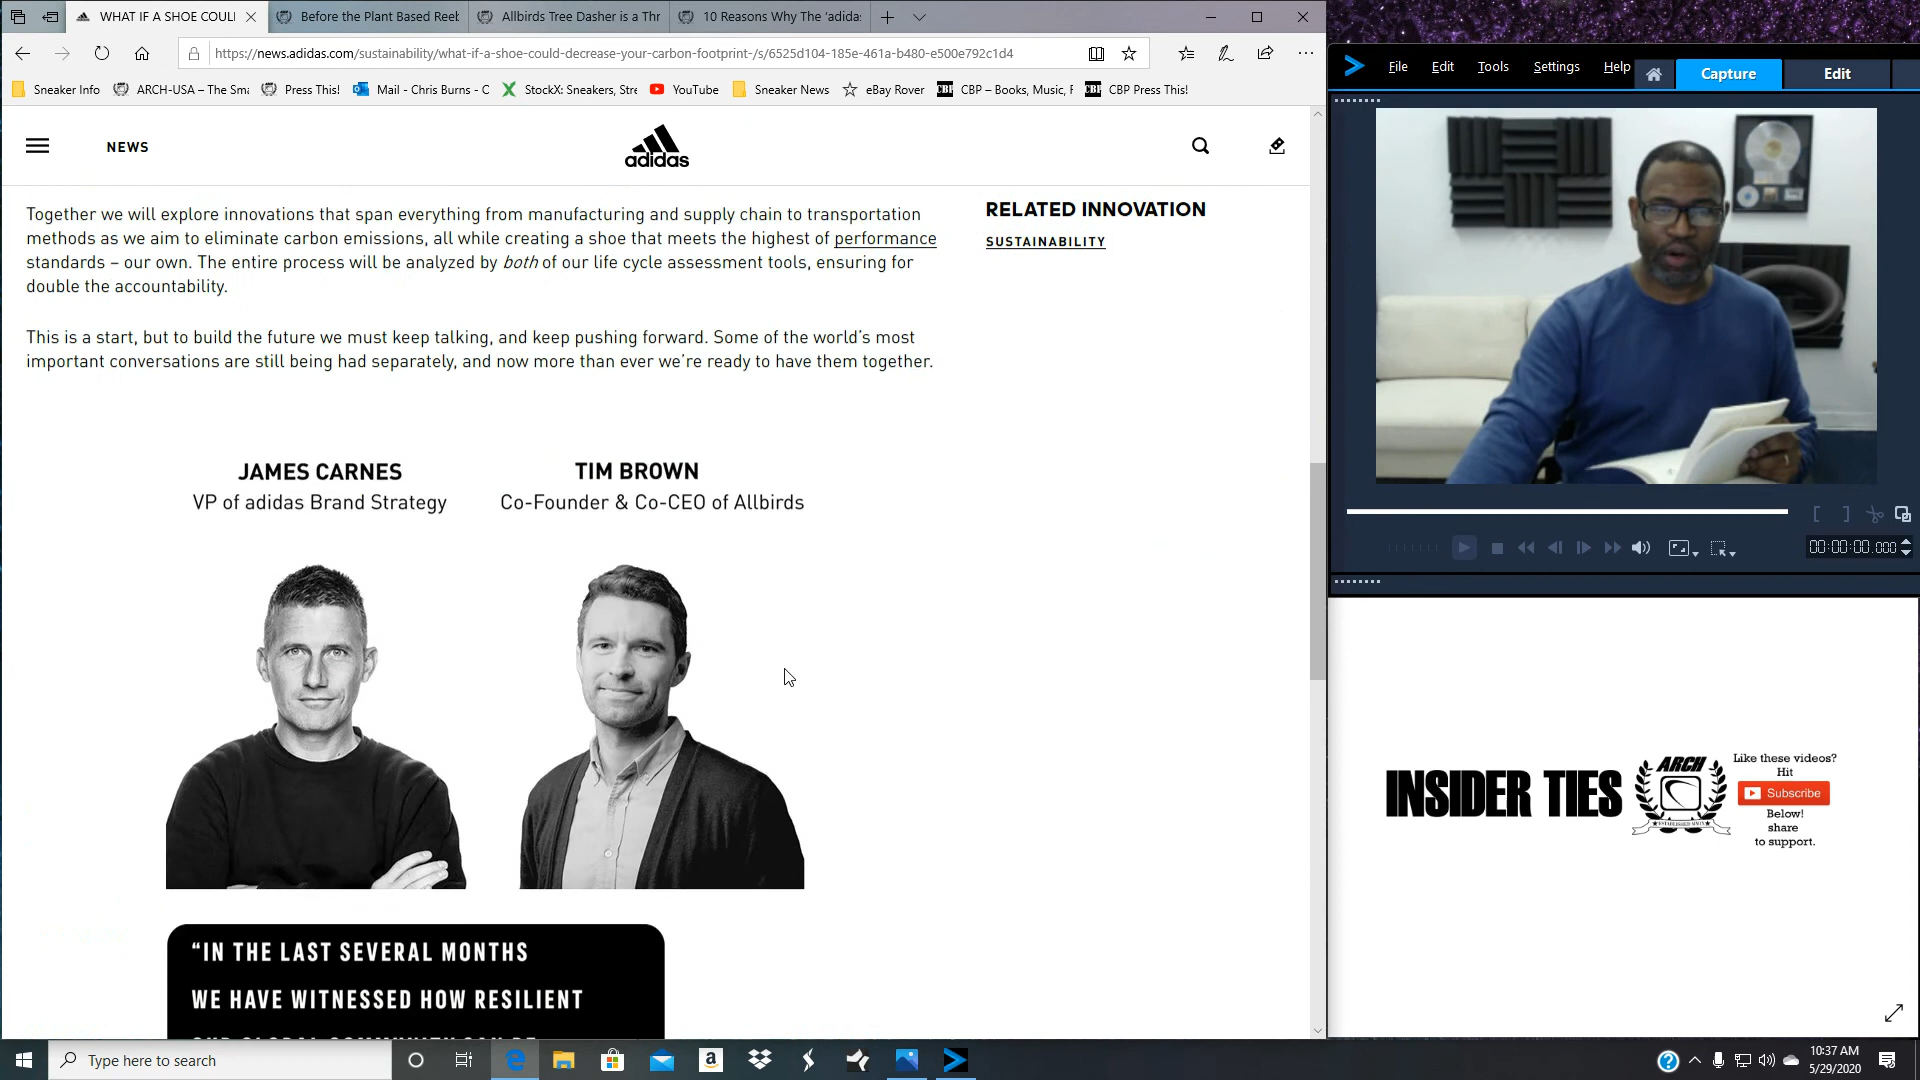 WHAT IF A SHOE COUL
Before the Plant Based Reeb
Allbirds Tree Dasher is a Thr
10 Reasons Why The ‘adidas
https://news.adidas.com/sustainability/what-if-a-shoe-could-decrease-your-carbon-footprint-/s/6525d104-185e-461a-b480-e500e792c1d4
Sneaker Info
ARCH-USA – The Sma
Press This!
Mail - Chris Burns - O
StockX: Sneakers, Stre
YouTube
Sneaker News
eBay Rover
CBP
CBP – Books, Music, F
CBP
CBP Press This!
NEWS
adidas
Together we will explore innovations that span everything from manufacturing and supply chain to transportation
methods as we aim to eliminate carbon emissions, all while creating a shoe that meets the highest of performance
standards – our own. The entire process will be analyzed by both of our life cycle assessment tools, ensuring for
double the accountability.
This is a start, but to build the future we must keep talking, and keep pushing forward. Some of the world’s most
important conversations are still being had separately, and now more than ever we’re ready to have them together.
RELATED INNOVATION
SUSTAINABILITY
JAMES CARNES
VP of adidas Brand Strategy
TIM BROWN
Co-Founder & Co-CEO of Allbirds
“IN THE LAST SEVERAL MONTHS
WE HAVE WITNESSED HOW RESILIENT
File
Edit
Tools
Settings
Help
Capture
Edit
00:00:00.000
INSIDER TIES
ARCH
Like these videos?
Hit
Subscribe
Below!
share
to support.
Type here to search
10:37 AM
5/29/2020